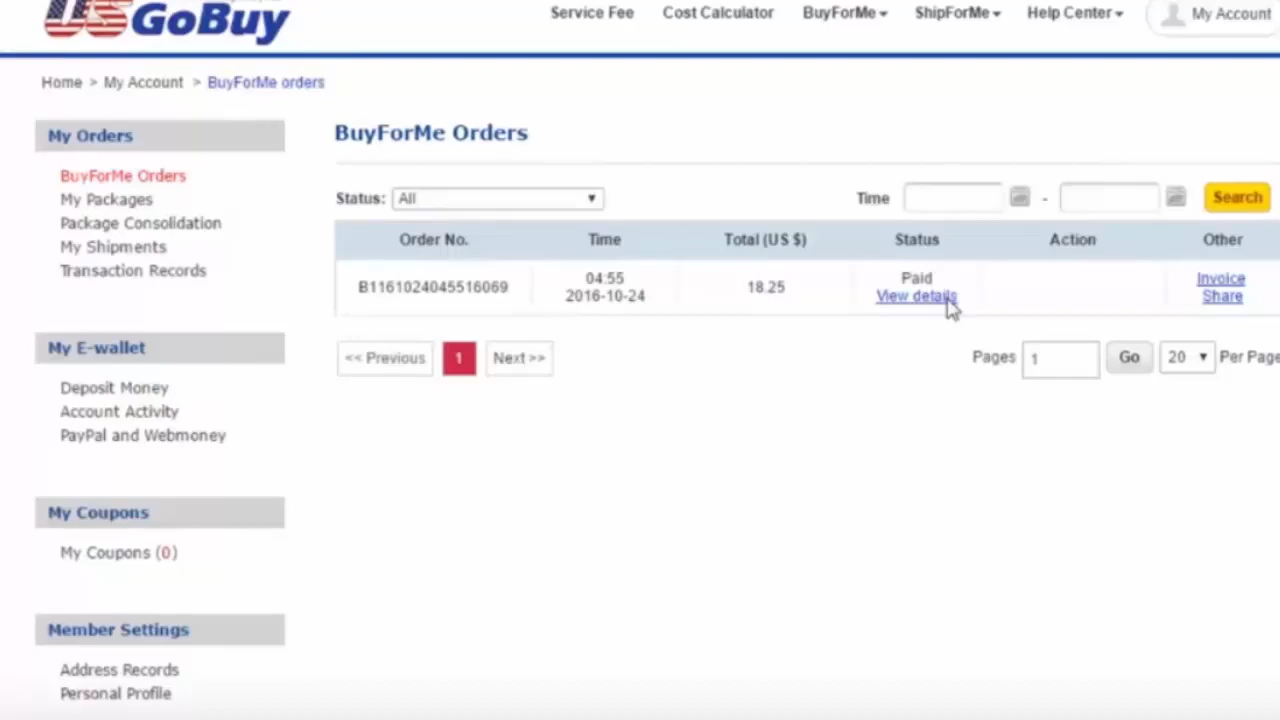 USGoBuy
Service Fee Cost Calculator BuyForMe ShipForMe Help Center My Account
Home > My Account > BuyForMe orders
My Orders
BuyForMe Orders
My Packages
Package Consolidation
My Shipments
Transaction Records
My E-wallet
Deposit Money
Account Activity
PayPal and Webmoney
My Coupons
My Coupons (0)
Member Settings
Address Records
Personal Profile
BuyForMe Orders
Status: All Time - Search
Order No. Time Total (US $) Status Action Other
B1161024045516069 04:55 18.25 Paid Invoice
2016-10-24 View details Share
<< Previous 1 Next >> Pages 1 Go 20 Per Page